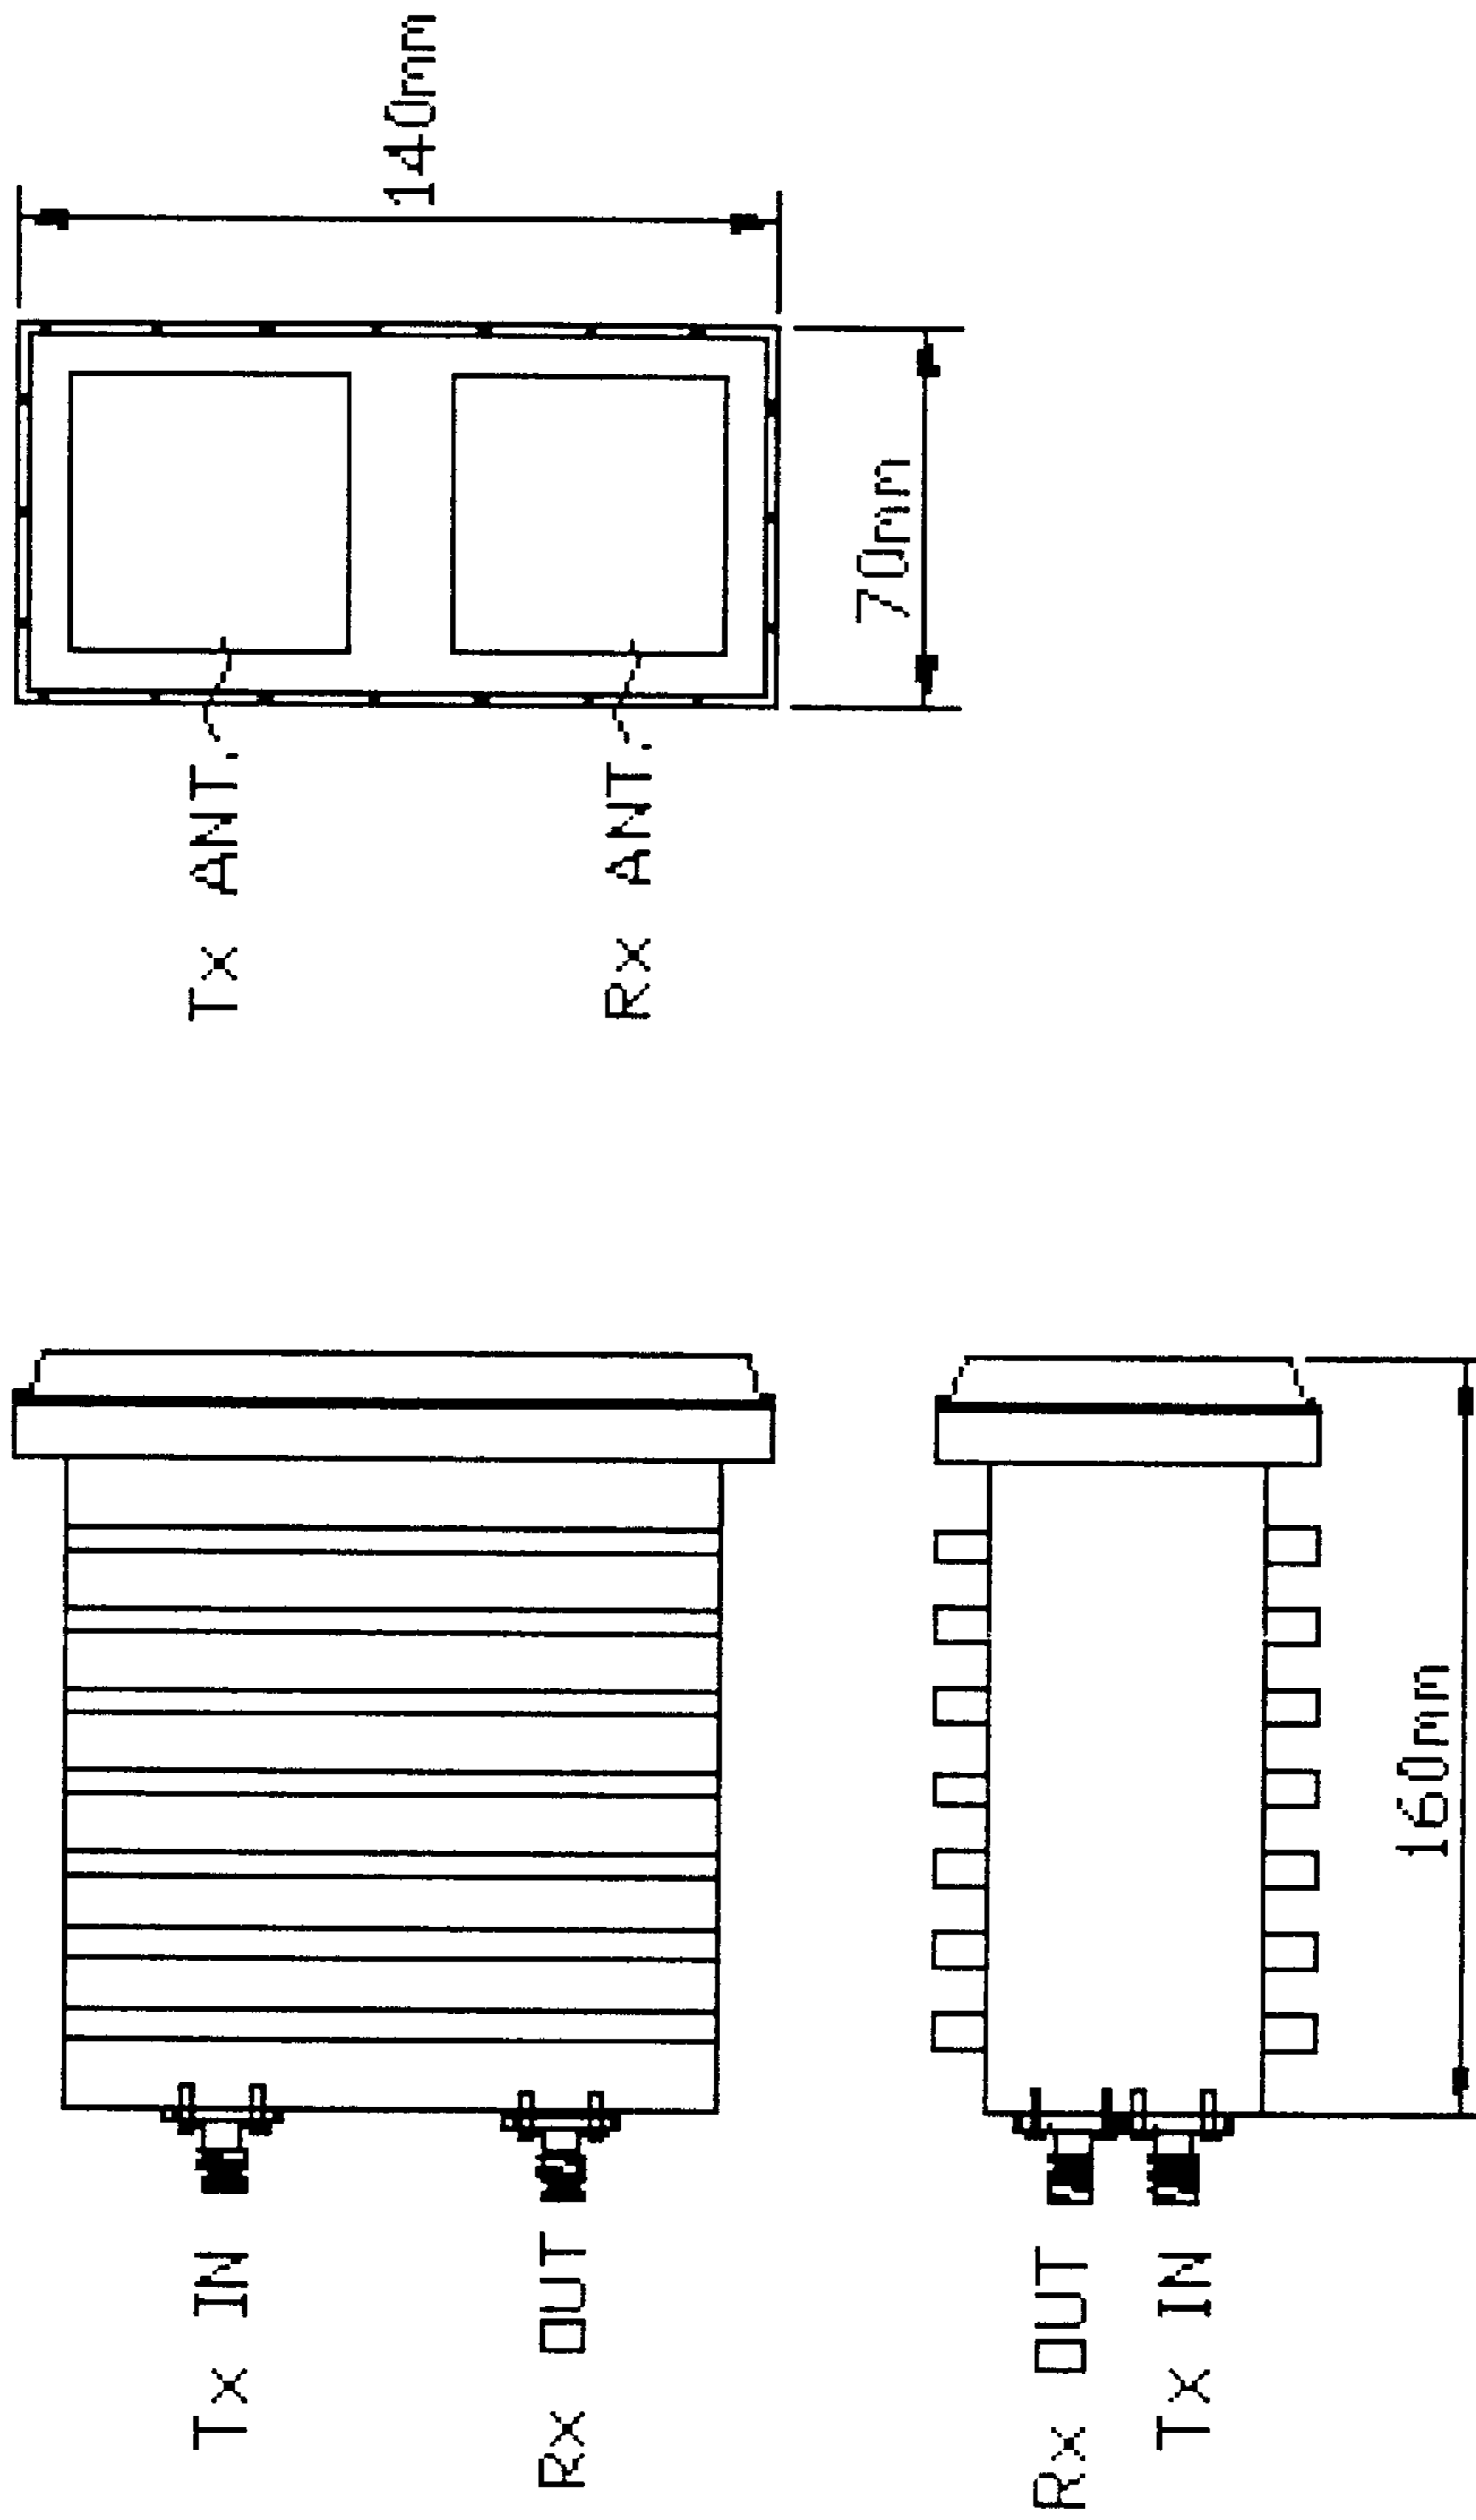 140mm
70mm
Tx ANT.
Rx ANT.
160mm
Tx IN
Rx OUT
Rx OUT
Tx IN